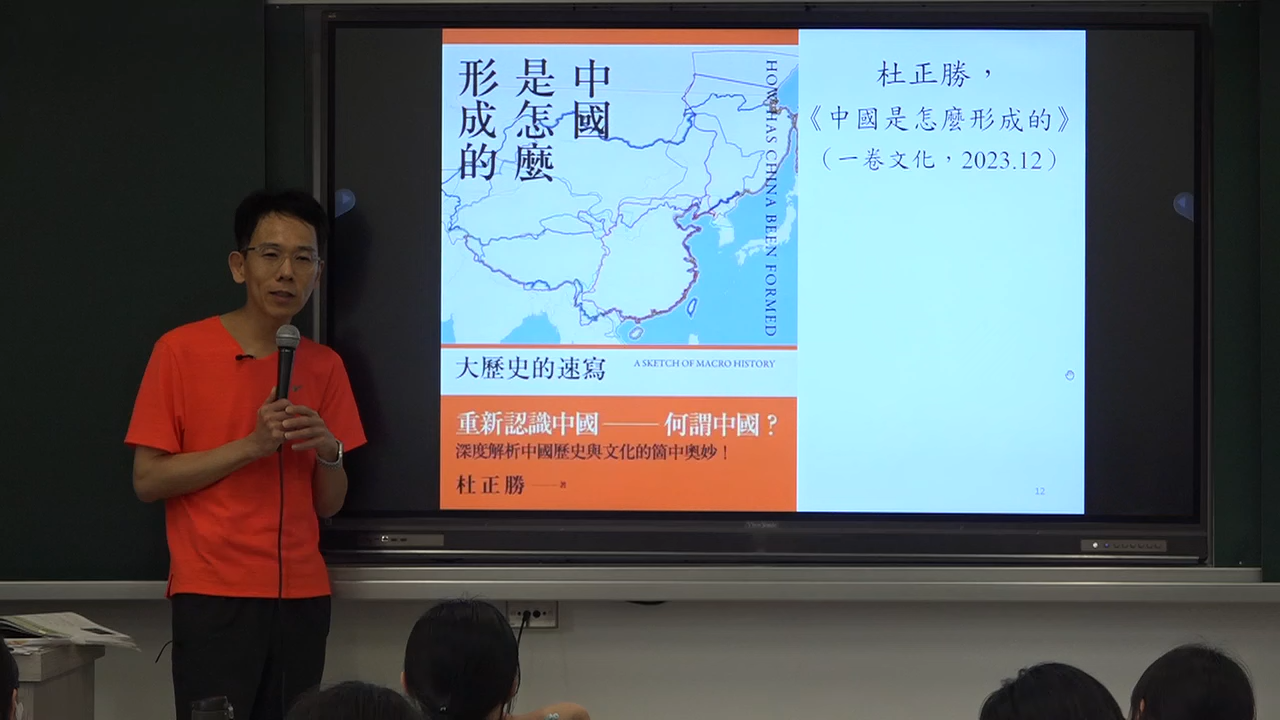 中國
是怎麼
形成的
HOW HAS CHINA BEEN FORMED
大歷史的速寫
A SKETCH OF MACRO HISTORY
重新認識中國——何謂中國？
深度解析中國歷史與文化的箇中奧妙！
杜正勝——著
杜正勝，
《中國是怎麼形成的》
（一卷文化，2023.12）
12
ViewSonic